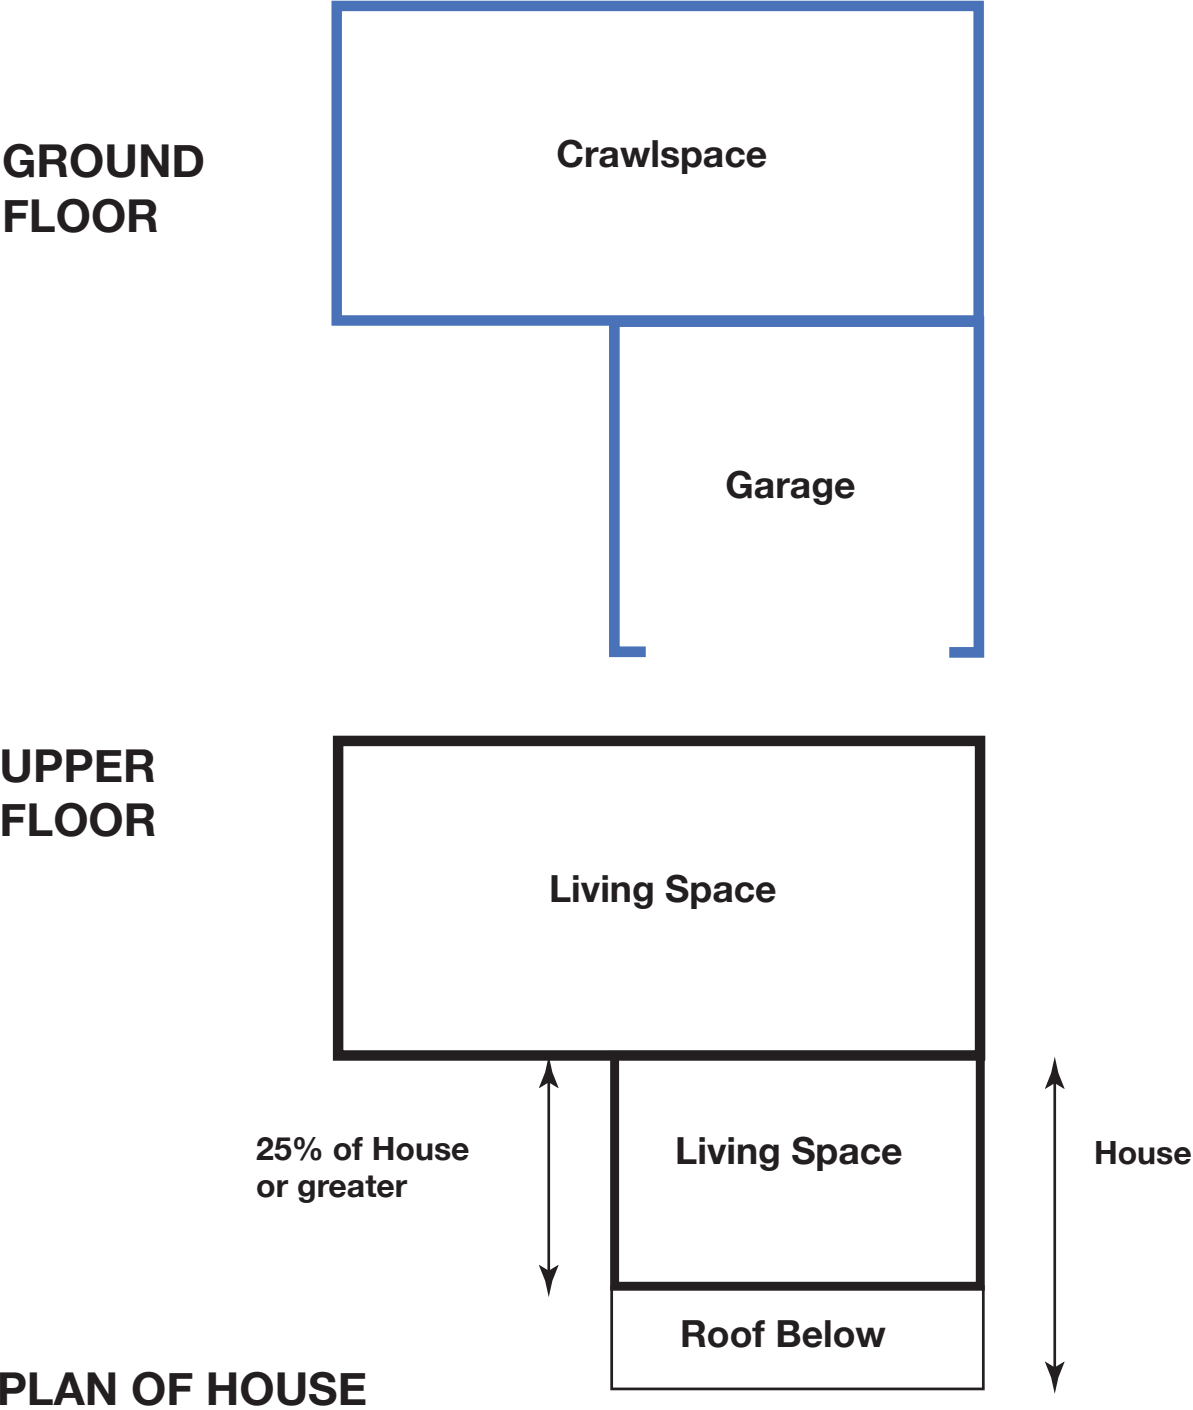 GROUND
FLOOR
Crawlspace
Garage
UPPER
FLOOR
Living Space
25% of House
or greater
Living Space
House
Roof Below
PLAN OF HOUSE